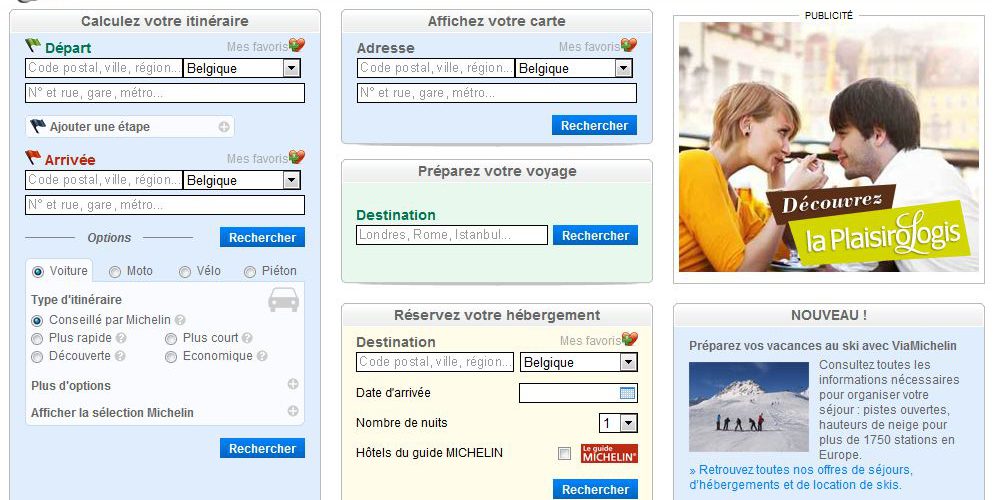 Calculez votre itinéraire
Départ
Mes favoris
Code postal, ville, région...
Belgique
N° et rue, gare, métro...
Ajouter une étape
Arrivée
Mes favoris
Code postal, ville, région...
Belgique
N° et rue, gare, métro...
Options
Rechercher
Voiture
Moto
Vélo
Piéton
Type d'itinéraire
Conseillé par Michelin ?
Plus rapide ?
Plus court ?
Découverte ?
Economique ?
Plus d'options
Afficher la sélection Michelin
Rechercher
Affichez votre carte
Adresse
Mes favoris
Code postal, ville, région...
Belgique
N° et rue, gare, métro...
Rechercher
Préparez votre voyage
Destination
Londres, Rome, Istanbul...
Rechercher
Réservez votre hébergement
Destination
Mes favoris
Code postal, ville, région...
Belgique
Date d'arrivée
Nombre de nuits
1
Hôtels du guide MICHELIN
Le guide
MICHELIN
Rechercher
PUBLICITÉ
Découvrez
la PlaisiroLogis
NOUVEAU !
Préparez vos vacances au ski avec ViaMichelin
Consultez toutes les
informations nécessaires
pour organiser votre
séjour : pistes ouvertes,
hauteurs de neige pour
plus de 1750 stations en
Europe.
» Retrouvez toutes nos offres de séjours,
d'hébergements et de location de skis.